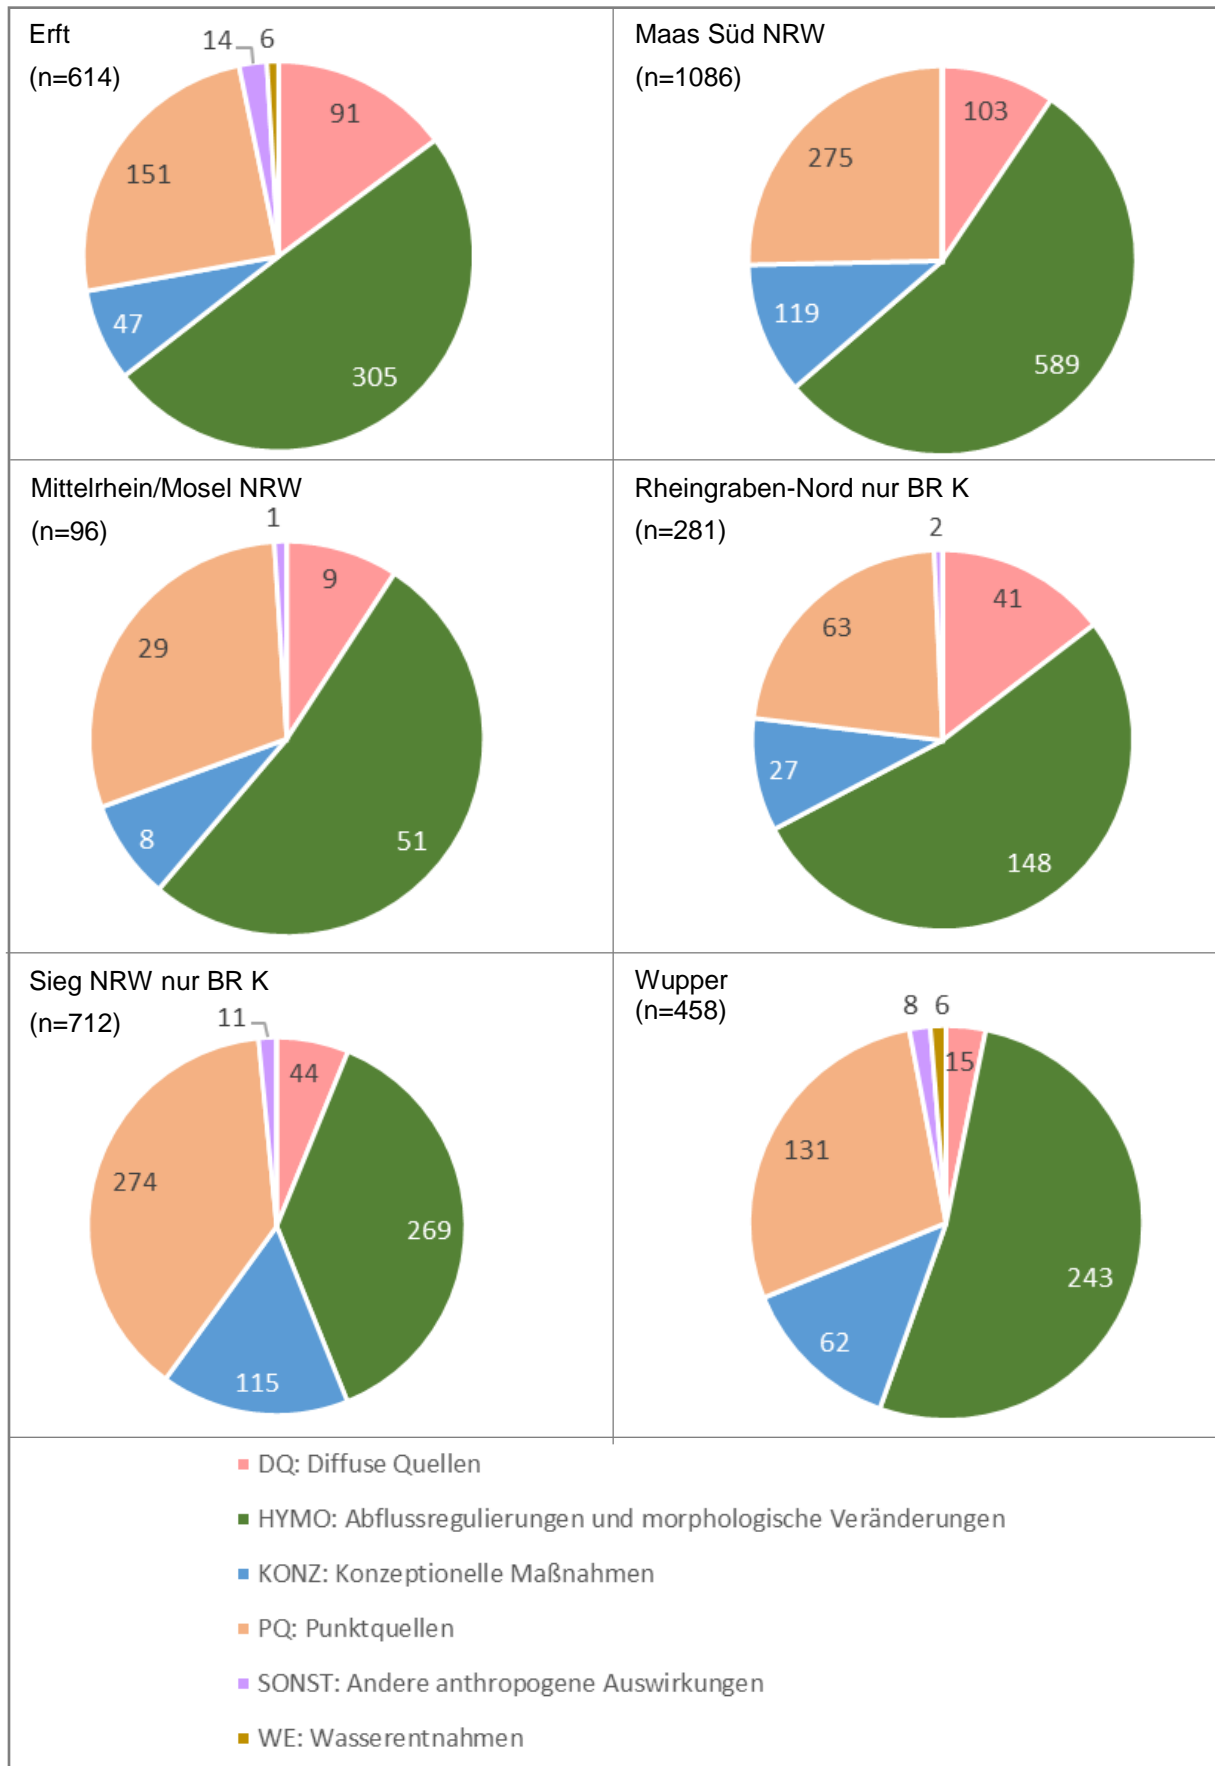 Erft
(n=614)
14
6
91
151
47
305
Maas Süd NRW
(n=1086)
103
275
119
589
Mittelrhein/Mosel NRW
(n=96)
1
9
29
8
51
Rheingraben-Nord nur BR K
(n=281)
2
41
63
27
148
Sieg NRW nur BR K
(n=712)
11
44
274
269
115
Wupper
(n=458)
8
6
15
131
243
62
DQ: Diffuse Quellen
HYMO: Abflussregulierungen und morphologische Veränderungen
KONZ: Konzeptionelle Maßnahmen
PQ: Punktquellen
SONST: Andere anthropogene Auswirkungen
WE: Wasserentnahmen